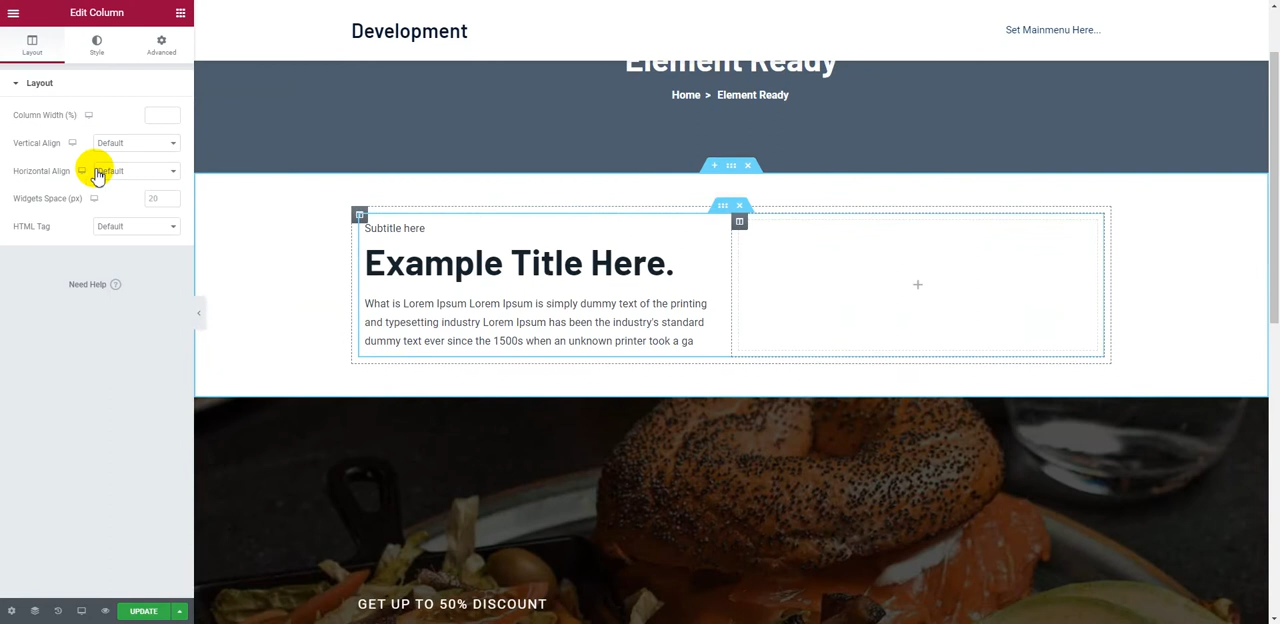 Edit Column
Layout
Style
Advanced
Layout
Column Width (%)
Vertical Align
Default
Horizontal Align
Default
Widgets Space (px)
20
HTML Tag
Default
Need Help ?
UPDATE
Development
Set Mainmenu Here...
Element Ready
Home > Element Ready
Subtitle here
Example Title Here.
What is Lorem Ipsum Lorem Ipsum is simply dummy text of the printing
and typesetting industry Lorem Ipsum has been the industry's standard
dummy text ever since the 1500s when an unknown printer took a ga
GET UP TO 50% DISCOUNT